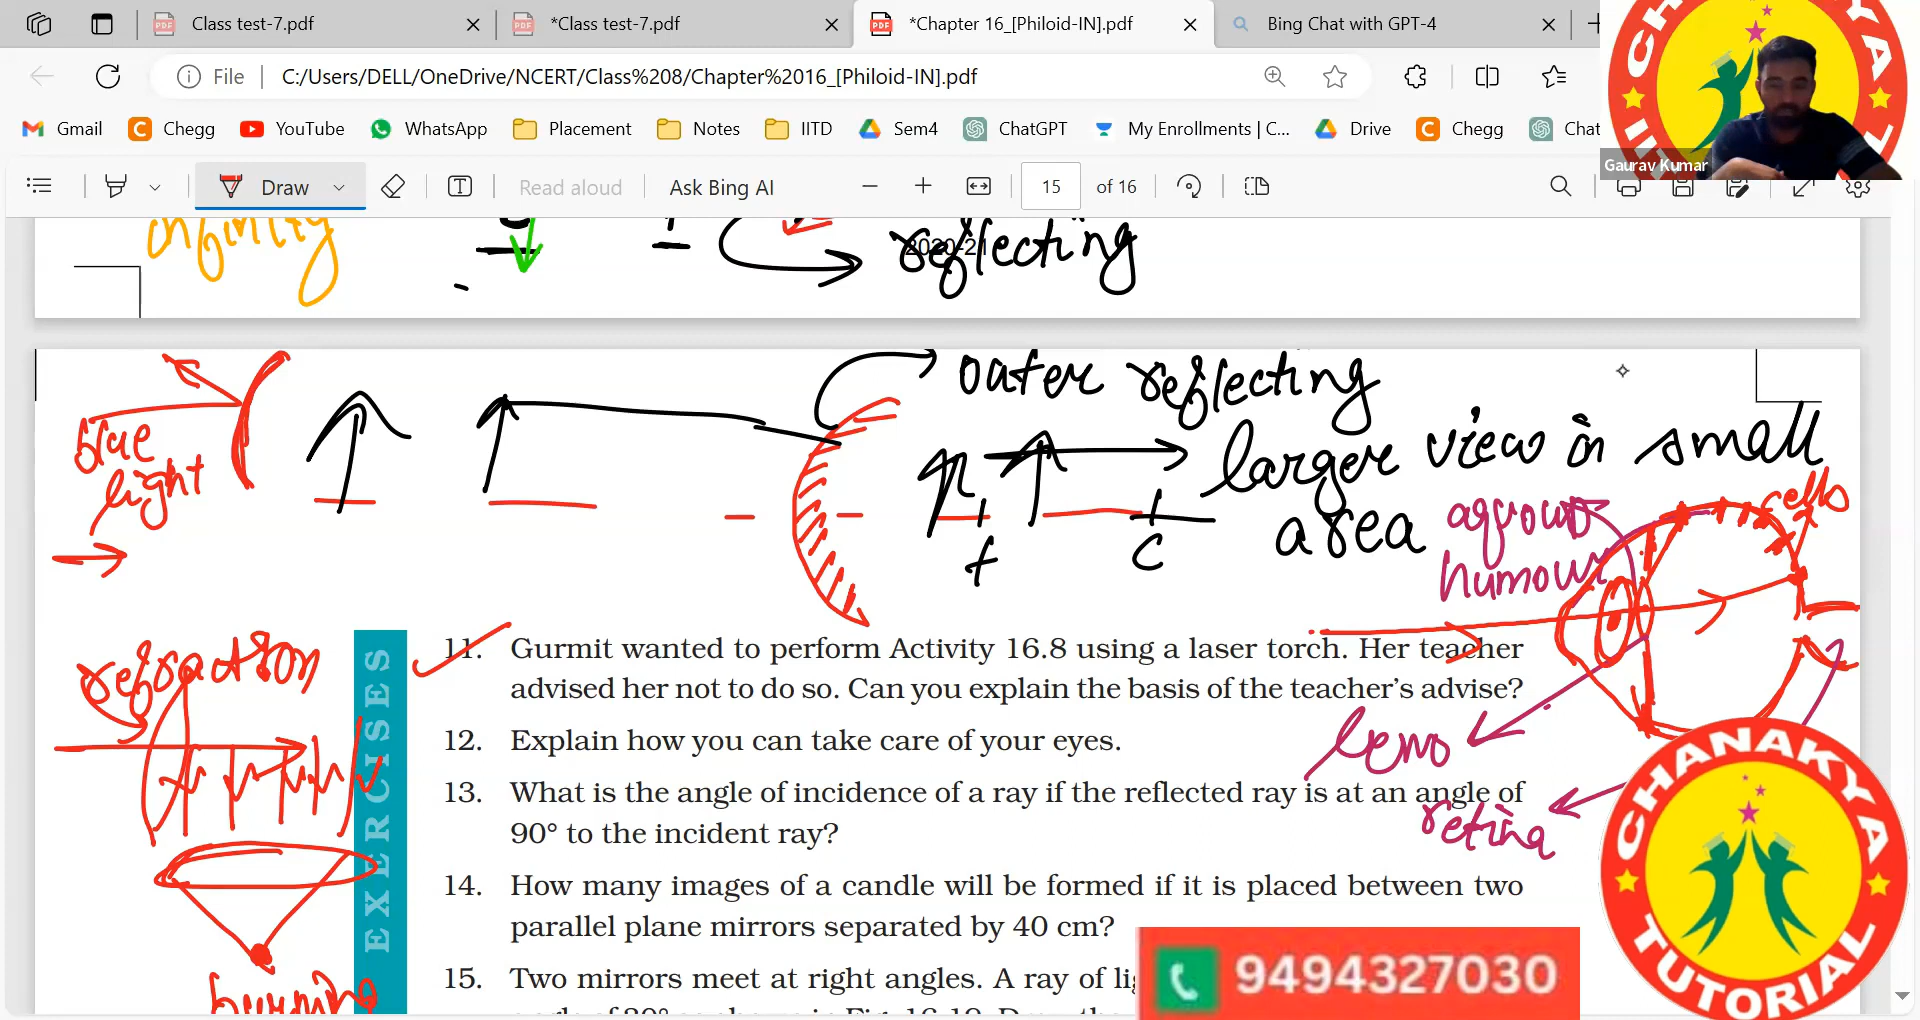 Class test-7.pdf
*Class test-7.pdf
*Chapter 16_[Philoid-IN].pdf
Bing Chat with GPT-4
File
C:/Users/DELL/OneDrive/NCERT/Class%208/Chapter%2016_[Philoid-IN].pdf
Gmail
Chegg
YouTube
WhatsApp
Placement
Notes
IITD
Sem4
ChatGPT
My Enrollments | C...
Drive
Chegg
Chat
Gaurav Kumar
Draw
Read aloud
Ask Bing AI
15
of 16
infinity
reflecting
2020-21
outer reflecting
larger view in small
area
blue
light
f
C
aqueous
humour
cells
refraction
EXERCISES
11. Gurmit wanted to perform Activity 16.8 using a laser torch. Her teacher
advised her not to do so. Can you explain the basis of the teacher's advise?
12. Explain how you can take care of your eyes.
lens
13. What is the angle of incidence of a ray if the reflected ray is at an angle of
90° to the incident ray?
retina
14. How many images of a candle will be formed if it is placed between two
parallel plane mirrors separated by 40 cm?
15. Two mirrors meet at right angles. A ray of
burning
9494327030
CHANAKYA
TUTORIAL